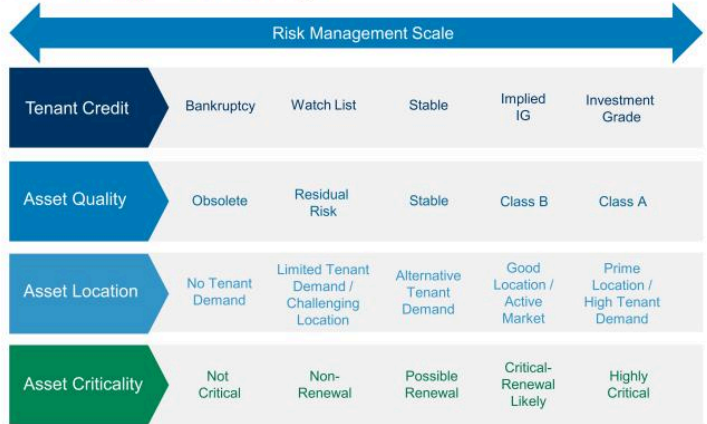 Risk Management Scale
Tenant Credit
Bankruptcy
Watch List
Stable
Implied
IG
Investment
Grade
Asset Quality
Obsolete
Residual
Risk
Stable
Class B
Class A
Asset Location
No Tenant
Demand
Limited Tenant
Demand /
Challenging
Location
Alternative
Tenant
Demand
Good
Location /
Active
Market
Prime
Location /
High Tenant
Demand
Asset Criticality
Not
Critical
Non-
Renewal
Possible
Renewal
Critical-
Renewal
Likely
Highly
Critical